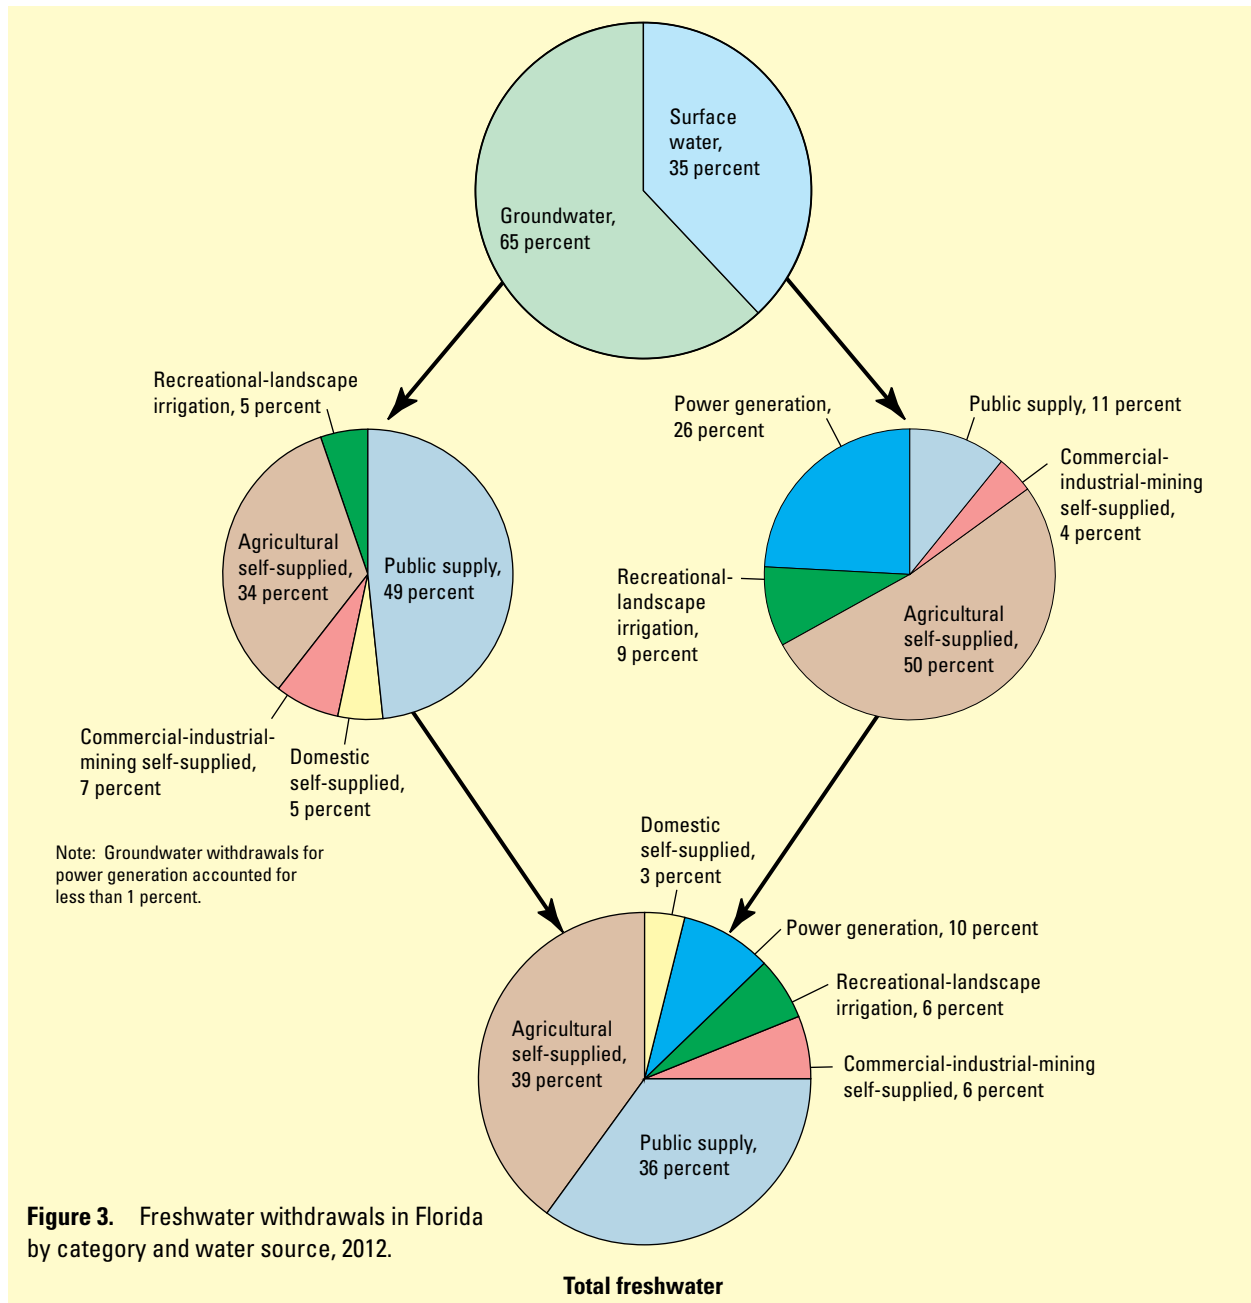 Surface
water,
35 percent
Groundwater,
65 percent
Recreational-landscape
irrigation, 5 percent
Agricultural
self-supplied,
34 percent
Public supply,
49 percent
Commercial-industrial-
mining self-supplied,
7 percent
Domestic
self-supplied,
5 percent
Note: Groundwater withdrawals for
power generation accounted for
less than 1 percent.
Power generation,
26 percent
Public supply, 11 percent
Commercial-
industrial-mining
self-supplied,
4 percent
Recreational-
landscape
irrigation,
9 percent
Agricultural
self-supplied,
50 percent
Domestic
self-supplied,
3 percent
Power generation, 10 percent
Recreational-landscape
irrigation, 6 percent
Commercial-industrial-mining
self-supplied, 6 percent
Agricultural
self-supplied,
39 percent
Public supply,
36 percent
Figure 3. Freshwater withdrawals in Florida
by category and water source, 2012.
Total freshwater